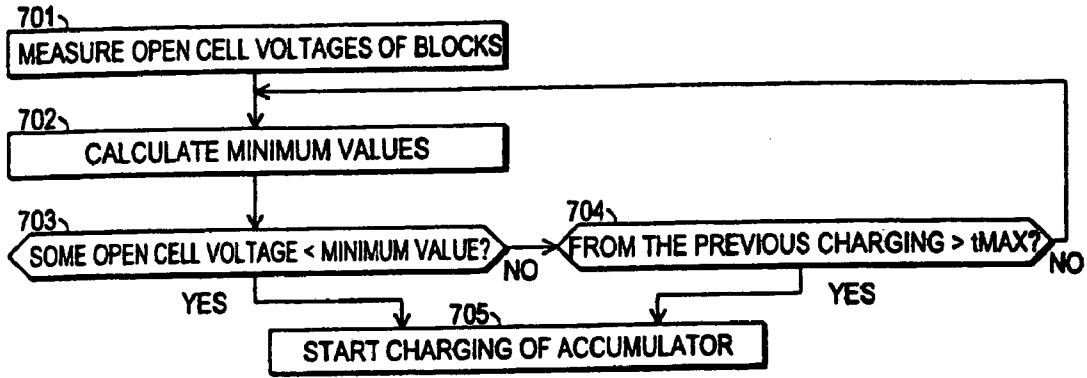 701
MEASURE OPEN CELL VOLTAGES OF BLOCKS
702
CALCULATE MINIMUM VALUES
703
SOME OPEN CELL VOLTAGE < MINIMUM VALUE?
NO
704
FROM THE PREVIOUS CHARGING > tMAX?
NO
YES
YES
705
START CHARGING OF ACCUMULATOR